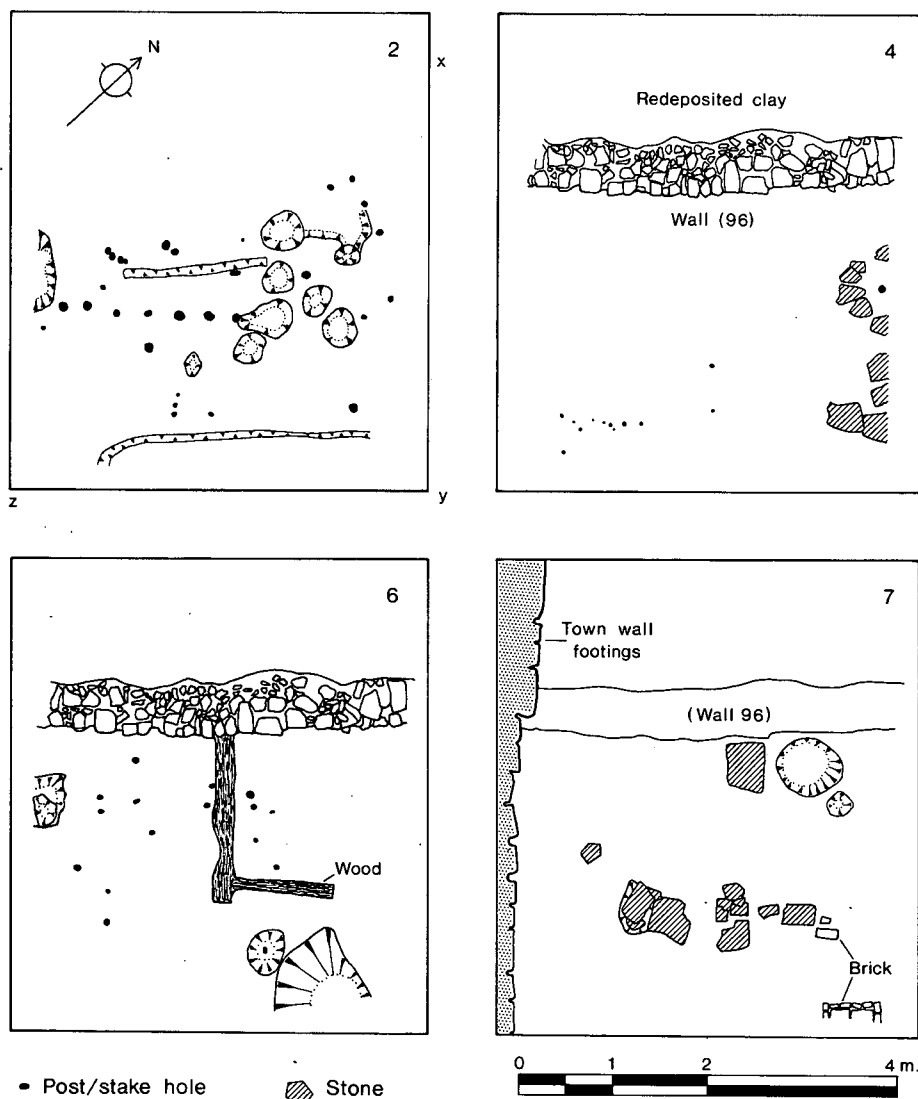 N
2
x
z
y
4
Redeposited clay
Wall (96)
6
Wood
7
Town wall
footings
(Wall 96)
Brick
Post/stake hole
Stone
0 2 4 m.